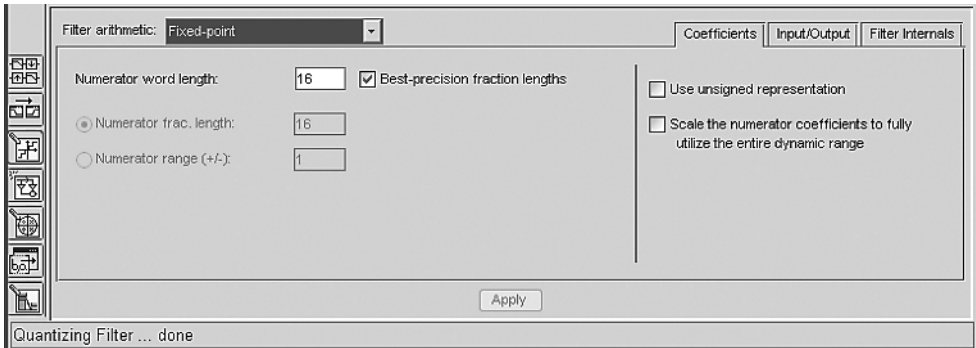 Filter arithmetic: Fixed-point
Coefficients Input/Output Filter Internals
Numerator word length: 16 Best-precision fraction lengths
Numerator frac. length: 16
Numerator range (+/-): 1
Use unsigned representation
Scale the numerator coefficients to fully
utilize the entire dynamic range
Apply
Quantizing Filter ... done